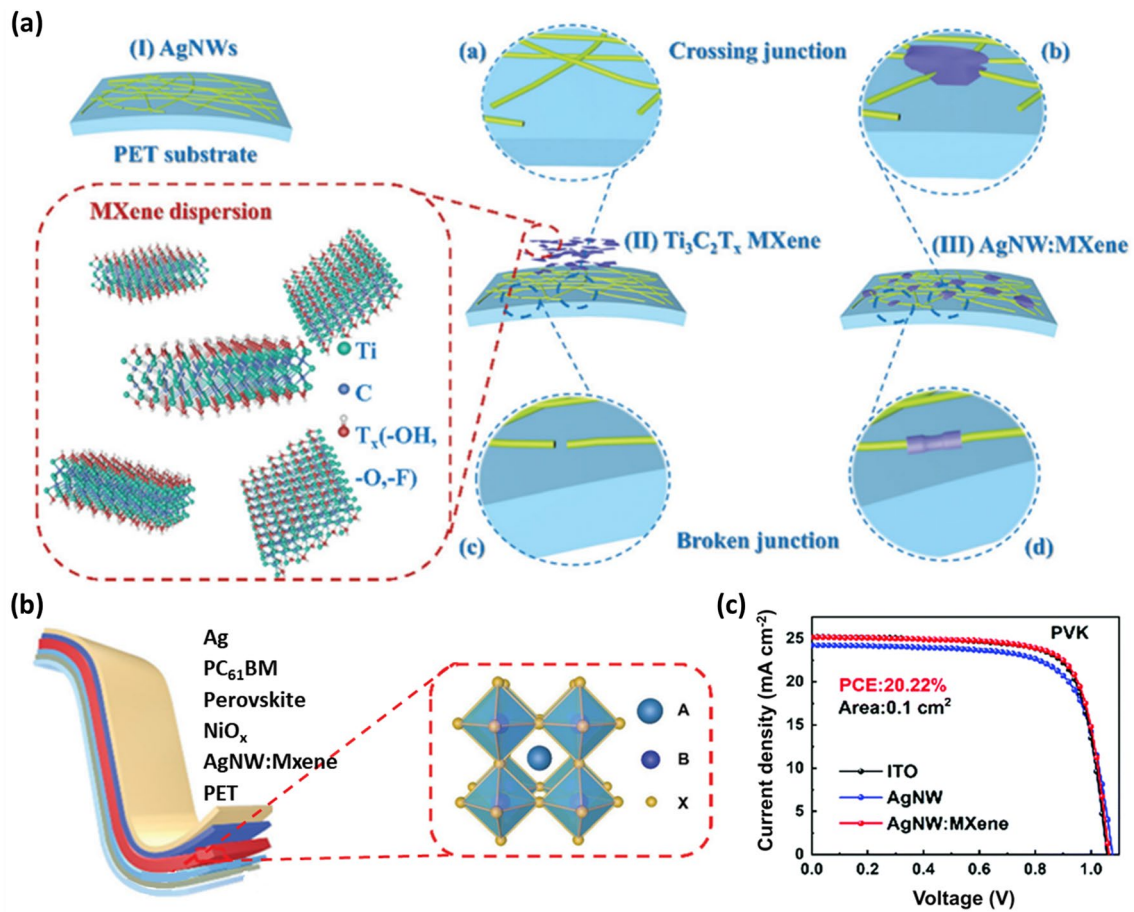 (a)
(I) AgNWs
PET substrate
(a)
Crossing junction
(b)
MXene dispersion
Ti
C
Tₓ(-OH,
-O,-F)
(II) Ti₃C₂Tₓ MXene
(III) AgNW:MXene
(c)
Broken junction
(d)
(b)
Ag
PC₆₁BM
Perovskite
NiOₓ
AgNW:Mxene
PET
A
B
X
(c)
PVK
PCE:20.22%
Area:0.1 cm²
ITO
AgNW
AgNW:MXene
Current density (mA cm⁻²)
25
20
15
10
5
0
0.0 0.2 0.4 0.6 0.8 1.0
Voltage (V)